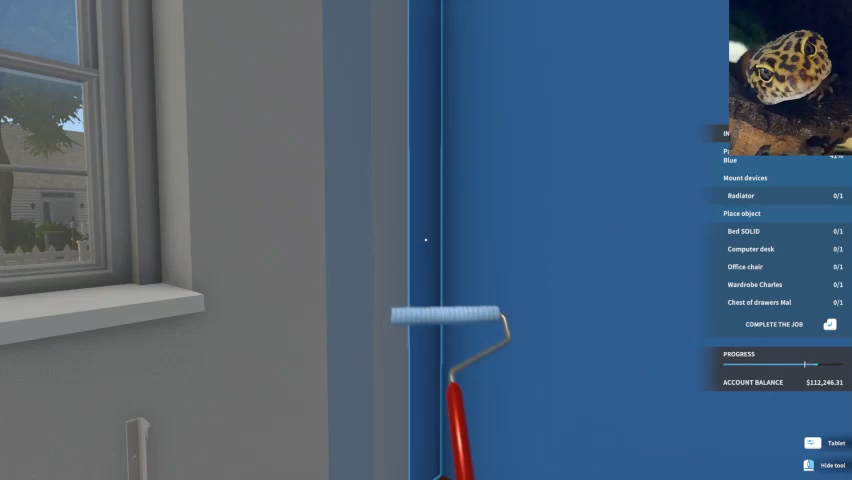 Blue
41%
Mount devices
Radiator 0/1
Place object
Bed SOLID 0/1
Computer desk 0/1
Office chair 0/1
Wardrobe Charles 0/1
Chest of drawers Mal 0/1
COMPLETE THE JOB
PROGRESS
ACCOUNT BALANCE $112,246.31
Tablet
Hide tool